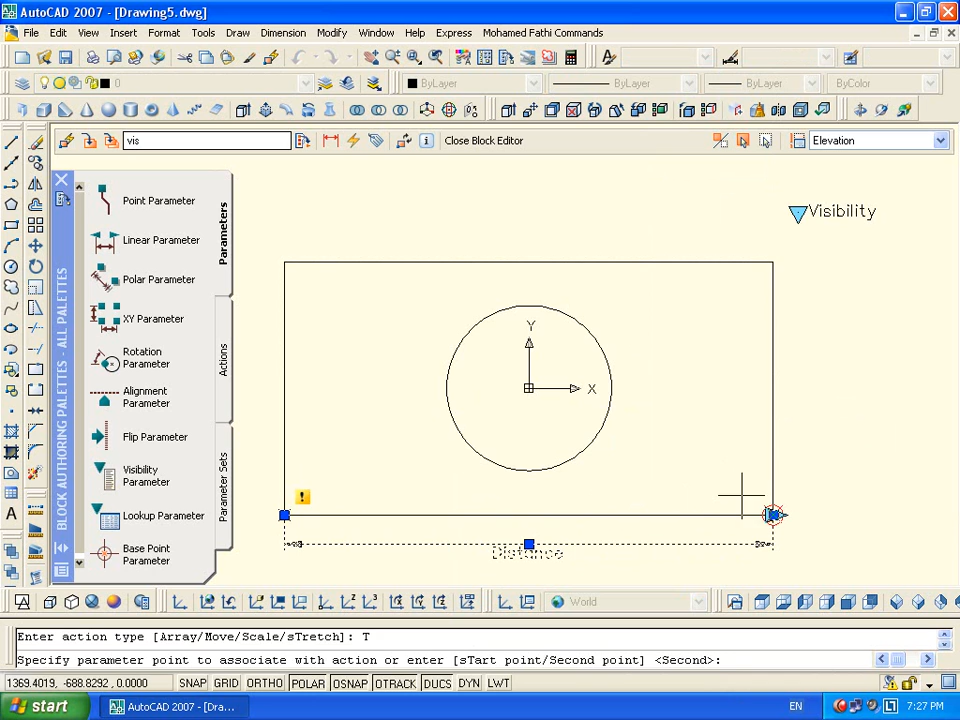 AutoCAD 2007 - [Drawing5.dwg]
File Edit View Insert Format Tools Draw Dimension Modify Window Help Express Mohamed Fathi Commands
0 ByLayer ByLayer ByLayer ByColor
vis Close Block Editor Elevation
BLOCK AUTHORING PALETTES - ALL PALETTES
Point Parameter
Linear Parameter
Polar Parameter
XY Parameter
Rotation
Parameter
Alignment
Parameter
Flip Parameter
Visibility
Parameter
Lookup Parameter
Base Point
Parameter
Parameters
Actions
Parameter Sets
Visibility
Y
X
!
Distance
A
World
Enter action type [Array/Move/Scale/sTretch]: T
Specify parameter point to associate with action or enter [sTart point/Second point] <Second>:
1369.4019, -688.8292, 0.0000 SNAP GRID ORTHO POLAR OSNAP OTRACK DUCS DYN LWT
start AutoCAD 2007 - [Dra... EN 7:27 PM